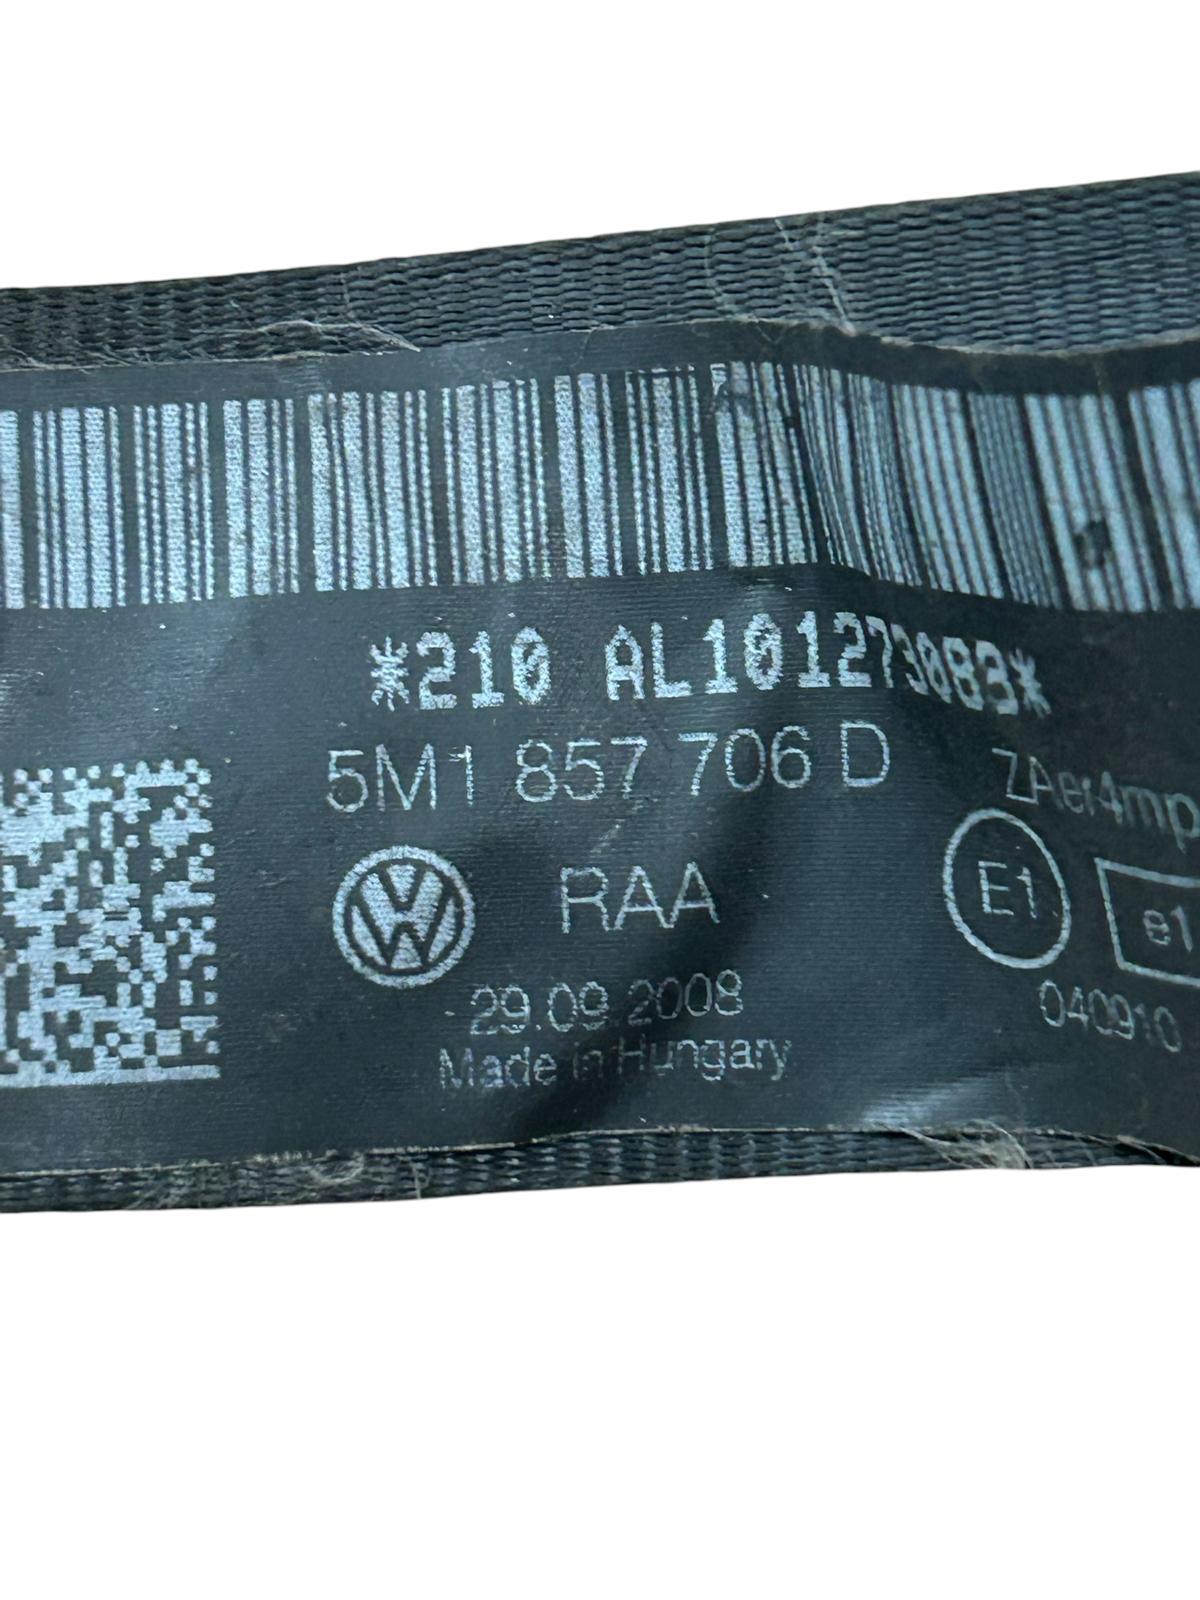 *210 AL101273083*
5M1 857 706 D
ZAer4mp
RAA
E1
e1
29.09.2008
040910
Made in Hungary